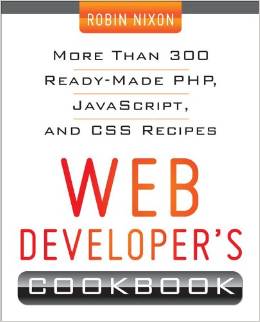 ROBIN NIXON
MORE THAN 300
READY-MADE PHP,
JAVASCRIPT,
AND CSS RECIPES
WEB
DEVELOPER'S
COOKBOOK